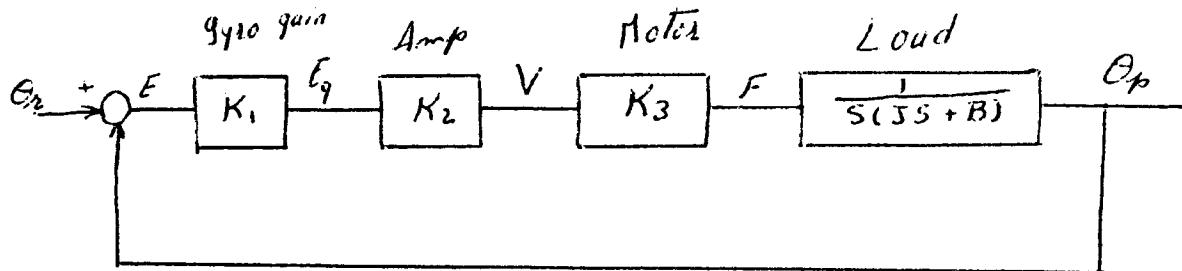 Gyro gain
Amp
Motor
Load
θr
+
E
K1
Eg
K2
V
K3
F
1
S(JS + B)
θp